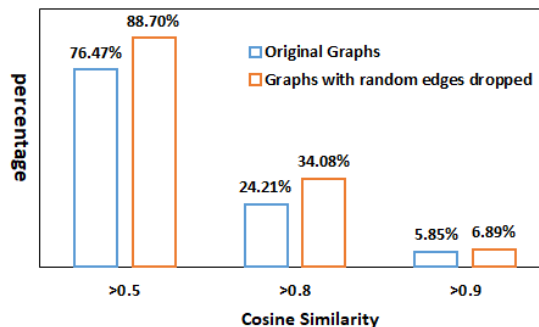 88.70%
76.47%
Original Graphs
Graphs with random edges dropped
percentage
34.08%
24.21%
5.85%
6.89%
>0.5
>0.8
>0.9
Cosine Similarity